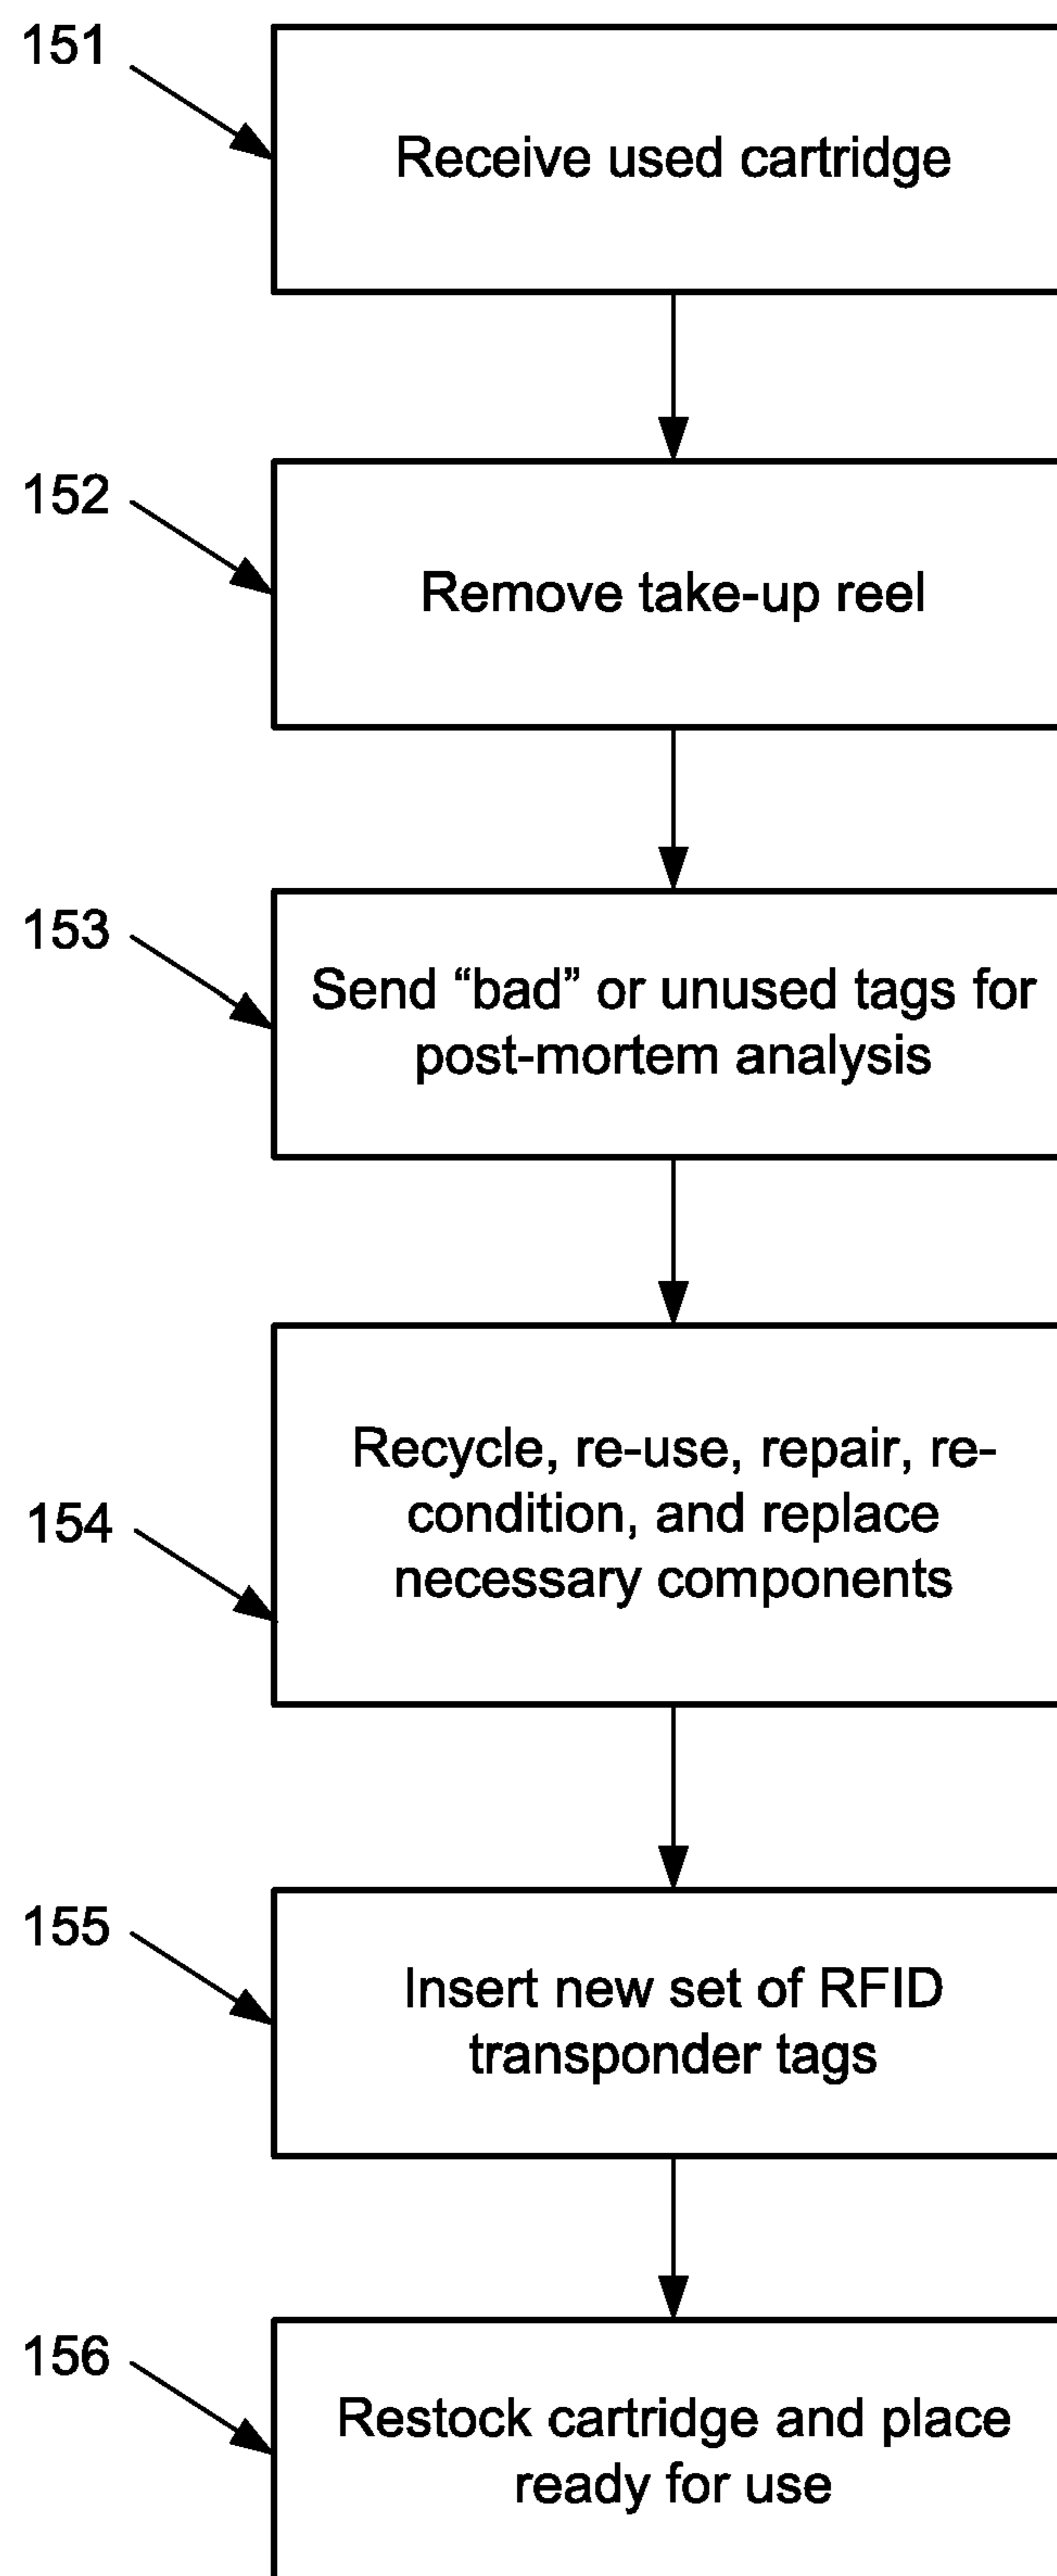 151
Receive used cartridge
152
Remove take-up reel
153
Send “bad” or unused tags for
post-mortem analysis
Recycle, re-use, repair, re-
condition, and replace
necessary components
154
155
Insert new set of RFID
transponder tags
156
Restock cartridge and place
ready for use